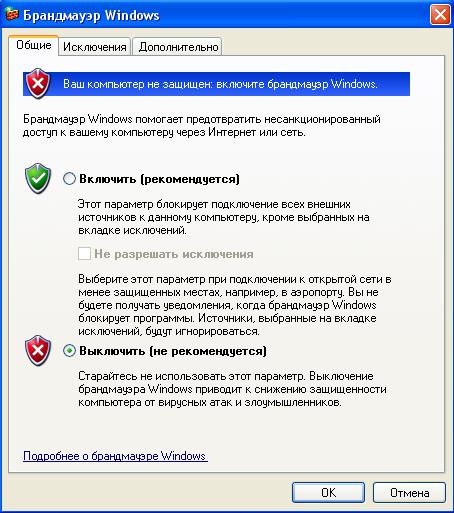 Брандмауэр Windows
Общие Исключения Дополнительно
Ваш компьютер не защищен: включите брандмауэр Windows.
Брандмауэр Windows помогает предотвратить несанкционированный
доступ к вашему компьютеру через Интернет или сеть.
Включить (рекомендуется)
Этот параметр блокирует подключение всех внешних
источников к данному компьютеру, кроме выбранных на
вкладке исключений.
Не разрешать исключения
Выберите этот параметр при подключении к открытой сети в
менее защищенных местах, например, в аэропорту. Вы не
будете получать уведомления, когда брандмауэр Windows
блокирует программы. Источники, выбранные на вкладке
исключений, будут игнорироваться.
Выключить (не рекомендуется)
Старайтесь не использовать этот параметр. Выключение
брандмауэра Windows приводит к снижению защищенности
компьютера от вирусных атак и злоумышленников.
Подробнее о брандмауэре Windows
OK Отмена